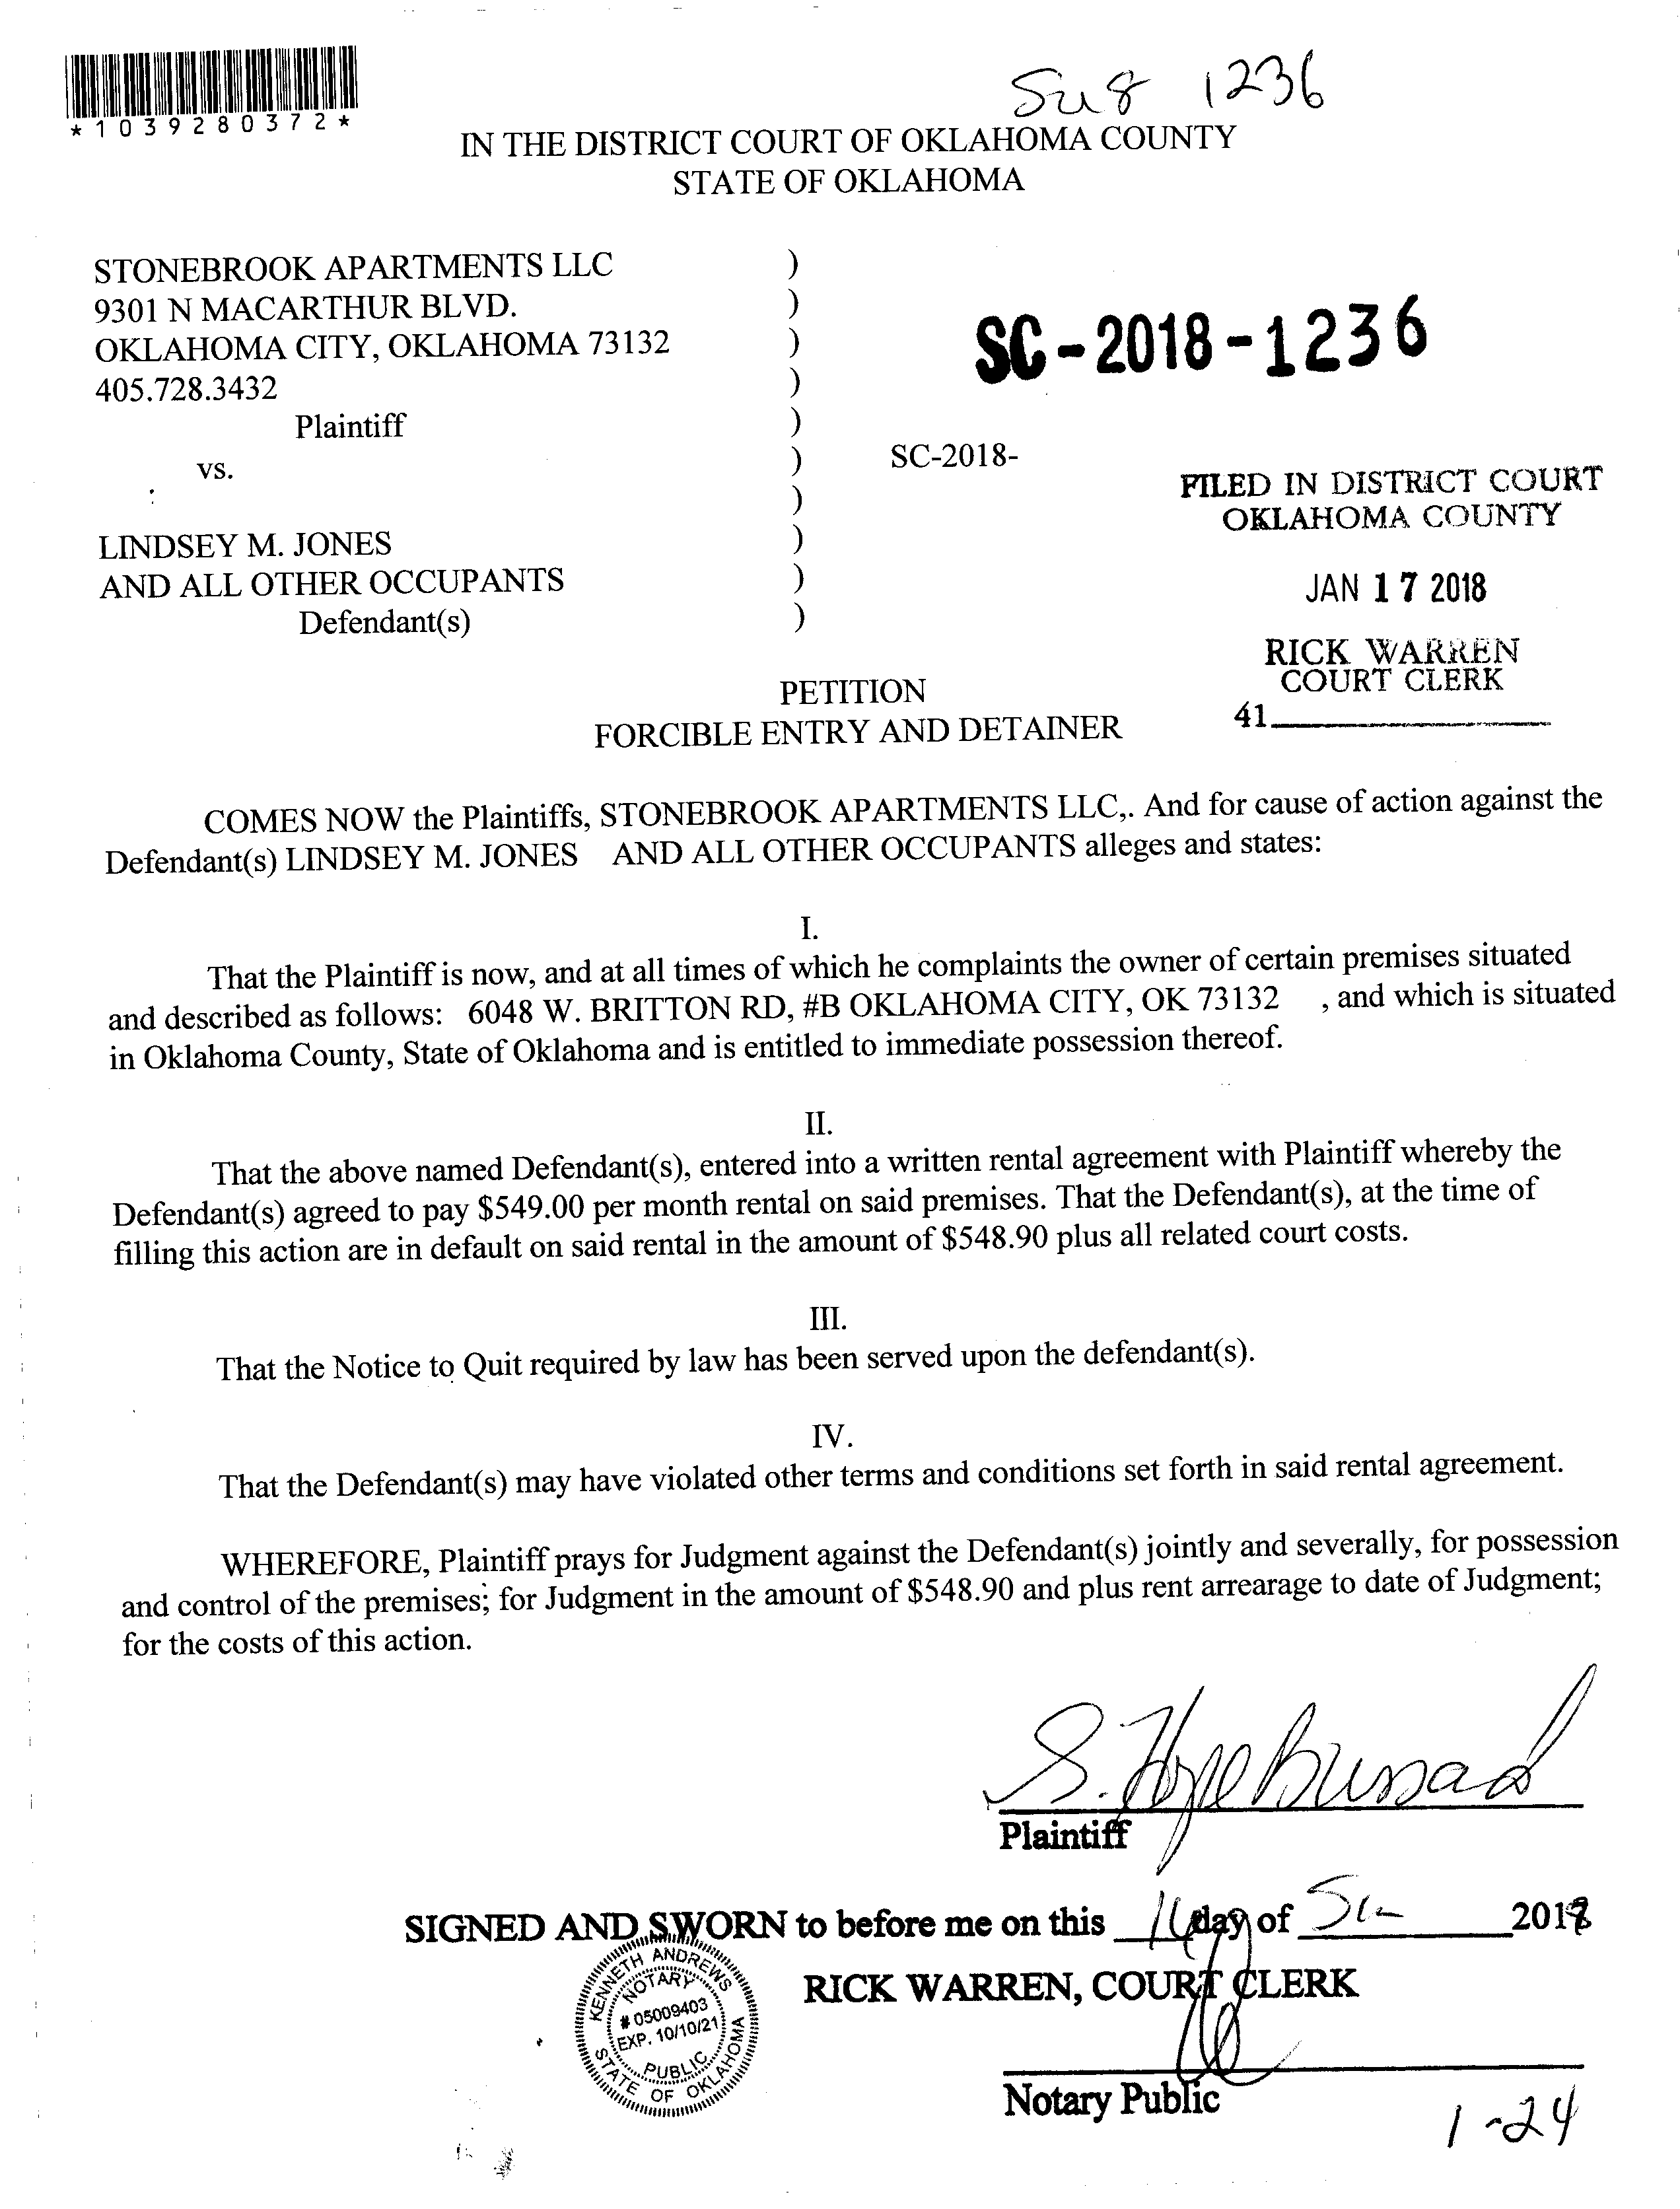 *1039280372*
1236
IN THE DISTRICT COURT OF OKLAHOMA COUNTY
STATE OF OKLAHOMA
STONEBROOK APARTMENTS LLC )
9301 N MACARTHUR BLVD. )
OKLAHOMA CITY, OKLAHOMA 73132 )
405.728.3432 )
Plaintiff )
vs. )
)
LINDSEY M. JONES )
AND ALL OTHER OCCUPANTS )
Defendant(s) )
SC-2018-1236
SC-2018-
FILED IN DISTRICT COURT
OKLAHOMA COUNTY
JAN 17 2018
RICK WARREN
COURT CLERK
41
PETITION
FORCIBLE ENTRY AND DETAINER
COMES NOW the Plaintiffs, STONEBROOK APARTMENTS LLC,. And for cause of action against the
Defendant(s) LINDSEY M. JONES AND ALL OTHER OCCUPANTS alleges and states:
I.
That the Plaintiff is now, and at all times of which he complaints the owner of certain premises situated
and described as follows: 6048 W. BRITTON RD, #B OKLAHOMA CITY, OK 73132 , and which is situated
in Oklahoma County, State of Oklahoma and is entitled to immediate possession thereof.
II.
That the above named Defendant(s), entered into a written rental agreement with Plaintiff whereby the
Defendant(s) agreed to pay $549.00 per month rental on said premises. That the Defendant(s), at the time of
filling this action are in default on said rental in the amount of $548.90 plus all related court costs.
III.
That the Notice to Quit required by law has been served upon the defendant(s).
IV.
That the Defendant(s) may have violated other terms and conditions set forth in said rental agreement.
WHEREFORE, Plaintiff prays for Judgment against the Defendant(s) jointly and severally, for possession
and control of the premises; for Judgment in the amount of $548.90 and plus rent arrearage to date of Judgment;
for the costs of this action.
Plaintiff
SIGNED AND SWORN to before me on this day of 2018
RICK WARREN, COURT CLERK
KENNETH ANDREWS
NOTARY
# 05009403
EXP. 10/10/21
PUBLIC
STATE OF OKLAHOMA
Notary Public
1-24